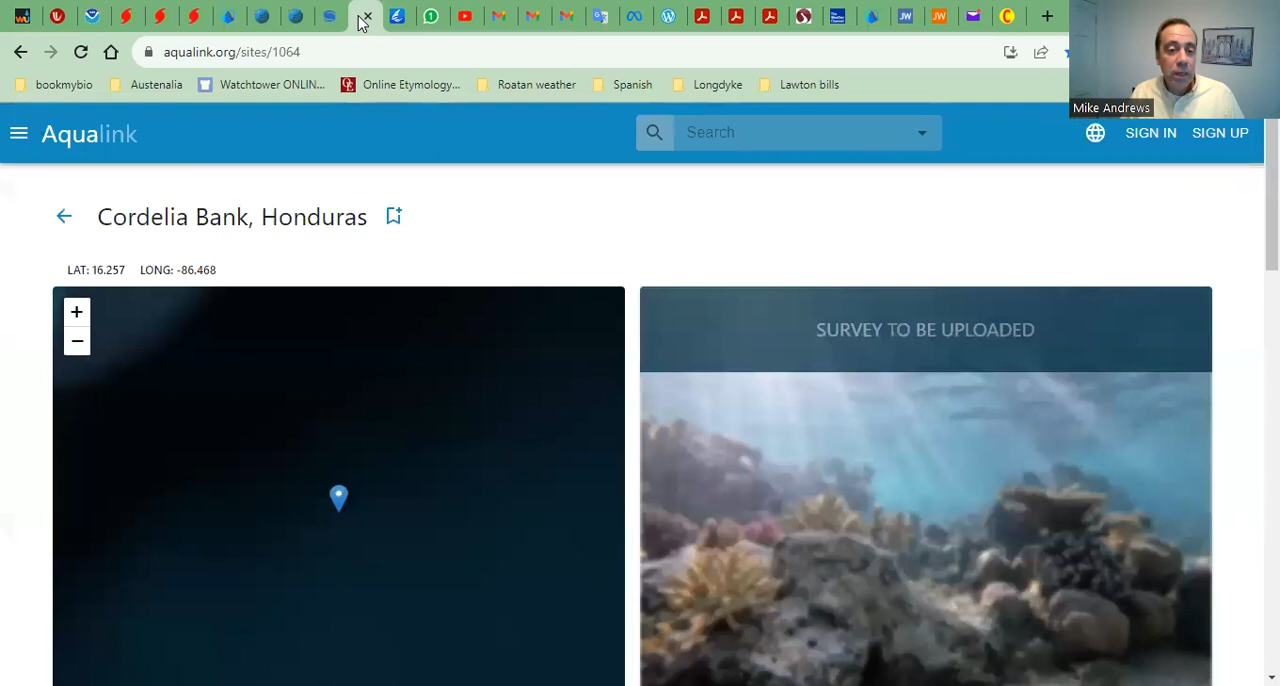 aqualink.org/sites/1064
bookmybio Austenalia Watchtower ONLIN... Online Etymology... Roatan weather Spanish Longdyke Lawton bills
Mike Andrews
Aqualink Search SIGN IN SIGN UP
Cordelia Bank, Honduras
LAT: 16.257 LONG: -86.468
+
−
SURVEY TO BE UPLOADED